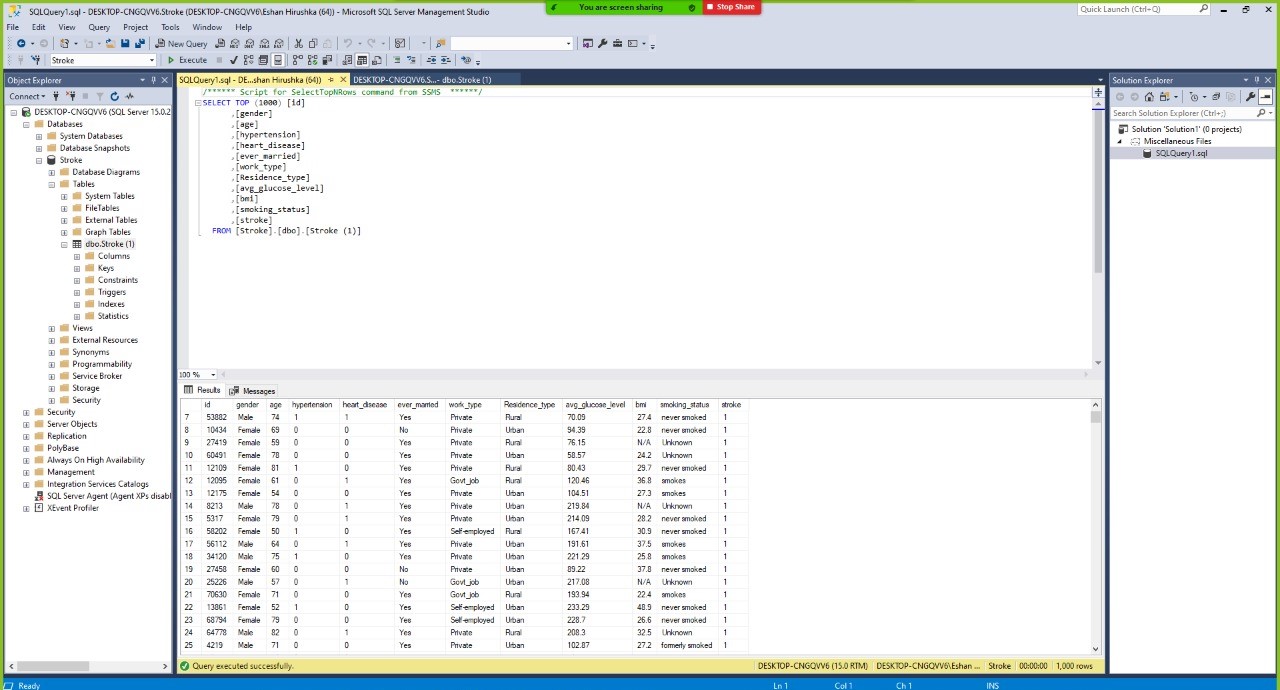 SQLQuery1.sql - DESKTOP-CNGQVV6.Stroke (DESKTOP-CNGQVV6\Eshan Hirushka (64)) - Microsoft SQL Server Management Studio
You are screen sharing
Stop Share
Quick Launch (Ctrl+Q)
File Edit View Query Project Tools Window Help
New Query
Stroke
Execute
Object Explorer
SQLQuery1.sql - DE...shan Hirushka (64))
DESKTOP-CNGQVV6.S...- dbo.Stroke (1)
Solution Explorer
Connect
Search Solution Explorer (Ctrl+;)
DESKTOP-CNGQVV6 (SQL Server 15.0.2
Databases
System Databases
Database Snapshots
Stroke
Database Diagrams
Tables
System Tables
FileTables
External Tables
Graph Tables
dbo.Stroke (1)
Columns
Keys
Constraints
Triggers
Indexes
Statistics
Views
External Resources
Synonyms
Programmability
Service Broker
Storage
Security
Security
Server Objects
Replication
PolyBase
Always On High Availability
Management
Integration Services Catalogs
SQL Server Agent (Agent XPs disabl
XEvent Profiler
/****** Script for SelectTopNRows command from SSMS ******/
SELECT TOP (1000) [id]
,[gender]
,[age]
,[hypertension]
,[heart_disease]
,[ever_married]
,[work_type]
,[Residence_type]
,[avg_glucose_level]
,[bmi]
,[smoking_status]
,[stroke]
FROM [Stroke].[dbo].[Stroke (1)]
Solution 'Solution1' (0 projects)
Miscellaneous Files
SQLQuery1.sql
100 %
Results Messages
id gender age hypertension heart_disease ever_married work_type Residence_type avg_glucose_level bmi smoking_status stroke
7 53882 Male 74 1 1 Yes Private Rural 70.09 27.4 never smoked 1
8 10434 Female 69 0 0 No Private Urban 94.39 22.8 never smoked 1
9 27419 Female 59 0 0 Yes Private Rural 76.15 N/A Unknown 1
10 60491 Female 78 0 0 Yes Private Urban 58.57 24.2 Unknown 1
11 12109 Female 81 1 0 Yes Private Rural 80.43 29.7 never smoked 1
12 12095 Female 61 0 1 Yes Govt_job Rural 120.46 36.8 smokes 1
13 12175 Female 54 0 0 Yes Private Urban 104.51 27.3 smokes 1
14 8213 Male 78 0 1 Yes Private Urban 219.84 N/A Unknown 1
15 5317 Female 79 0 1 Yes Private Urban 214.09 28.2 never smoked 1
16 58202 Female 50 1 0 Yes Self-employed Rural 167.41 30.9 never smoked 1
17 56112 Male 64 0 1 Yes Private Urban 191.61 37.5 smokes 1
18 34120 Male 75 1 0 Yes Private Urban 221.29 25.8 smokes 1
19 27458 Female 60 0 0 No Private Urban 89.22 37.8 never smoked 1
20 25226 Male 57 0 1 No Govt_job Urban 217.08 N/A Unknown 1
21 70630 Female 71 0 0 Yes Govt_job Rural 193.94 22.4 smokes 1
22 13861 Female 52 1 0 Yes Self-employed Urban 233.29 48.9 never smoked 1
23 68794 Female 79 0 0 Yes Self-employed Urban 228.7 26.6 never smoked 1
24 64778 Male 82 0 1 Yes Private Rural 208.3 32.5 Unknown 1
25 4219 Male 71 0 0 Yes Private Urban 102.87 27.2 formerly smoked 1
Query executed successfully.
DESKTOP-CNGQVV6 (15.0 RTM) DESKTOP-CNGQVV6\Eshan ... Stroke 00:00:00 1,000 rows
Ready Ln 1 Col 1 Ch 1 INS